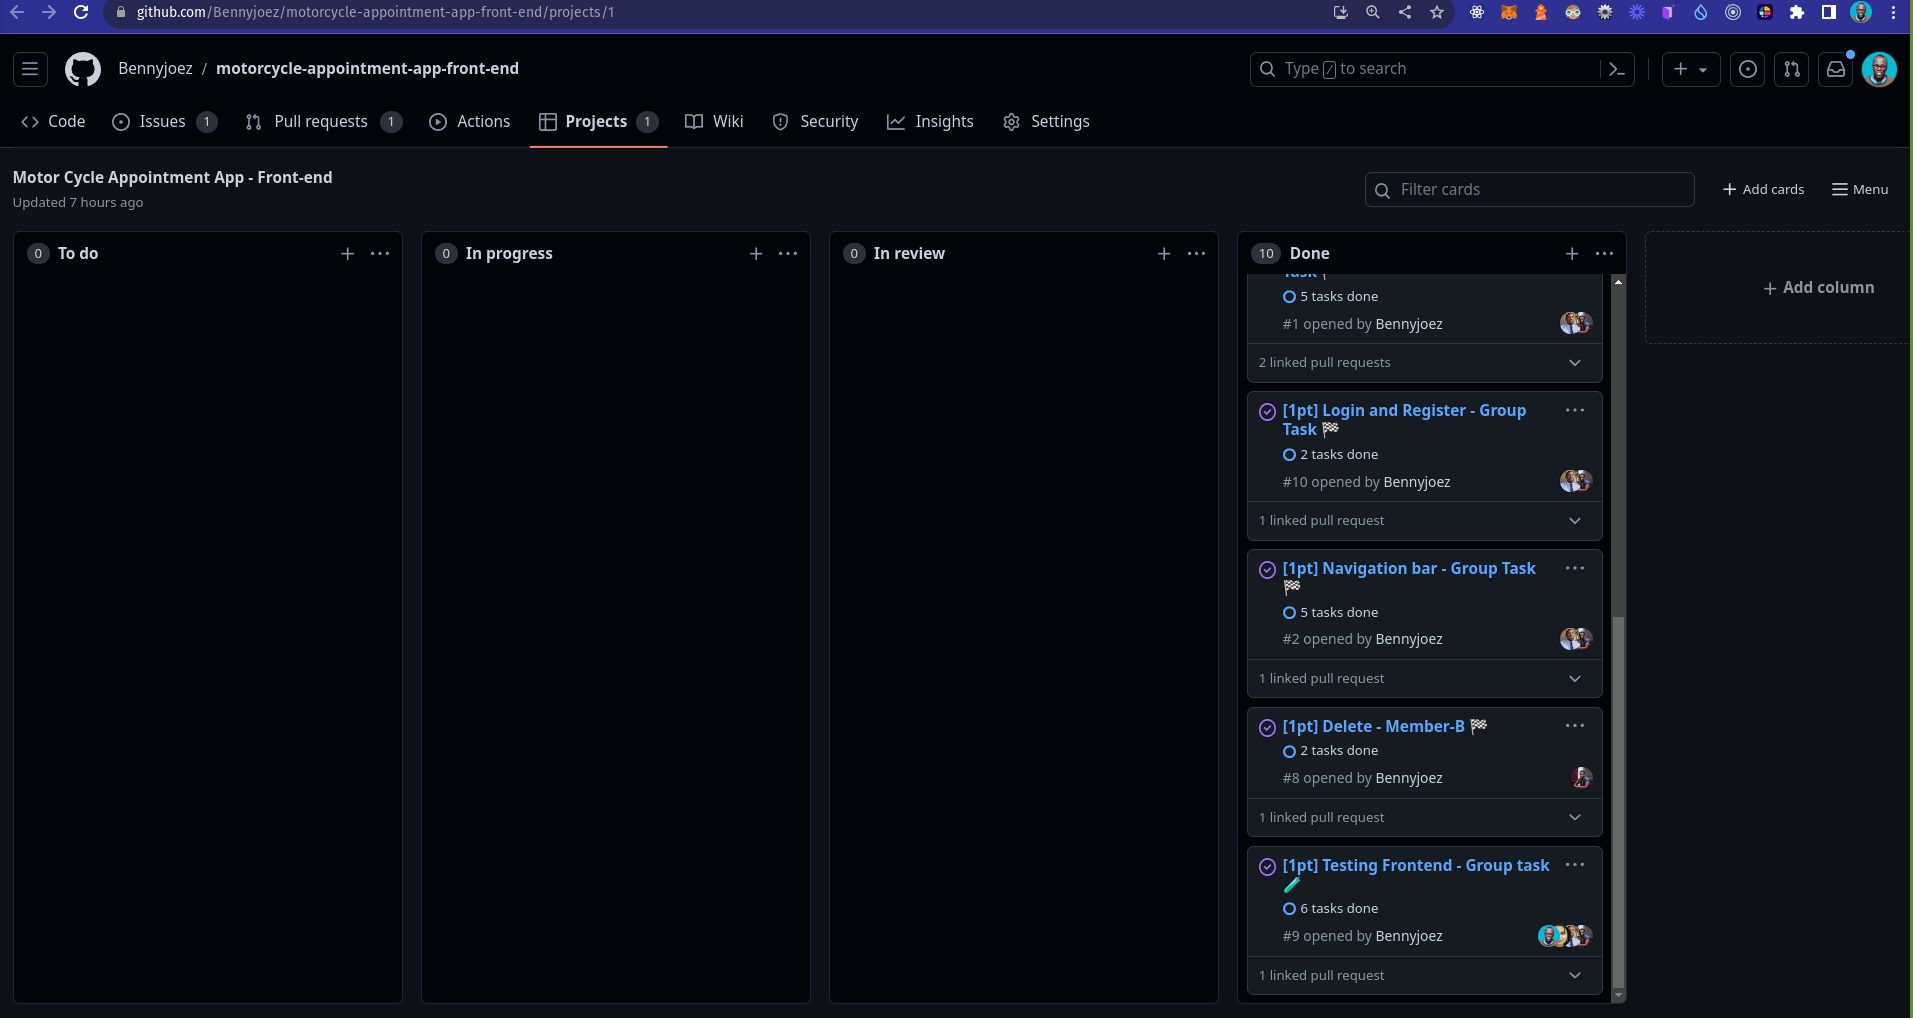 github.com/Bennyjoez/motorcycle-appointment-app-front-end/projects/1
Bennyjoez / motorcycle-appointment-app-front-end
Type / to search
Code
Issues 1
Pull requests 1
Actions
Projects 1
Wiki
Security
Insights
Settings
Motor Cycle Appointment App - Front-end
Updated 7 hours ago
Filter cards
+ Add cards
Menu
0 To do
0 In progress
0 In review
10 Done
+ Add column
Task 🏁
5 tasks done
#1 opened by Bennyjoez
2 linked pull requests
[1pt] Login and Register - Group
Task 🏁
2 tasks done
#10 opened by Bennyjoez
1 linked pull request
[1pt] Navigation bar - Group Task
🏁
5 tasks done
#2 opened by Bennyjoez
1 linked pull request
[1pt] Delete - Member-B 🏁
2 tasks done
#8 opened by Bennyjoez
1 linked pull request
[1pt] Testing Frontend - Group task
🧪
6 tasks done
#9 opened by Bennyjoez
1 linked pull request